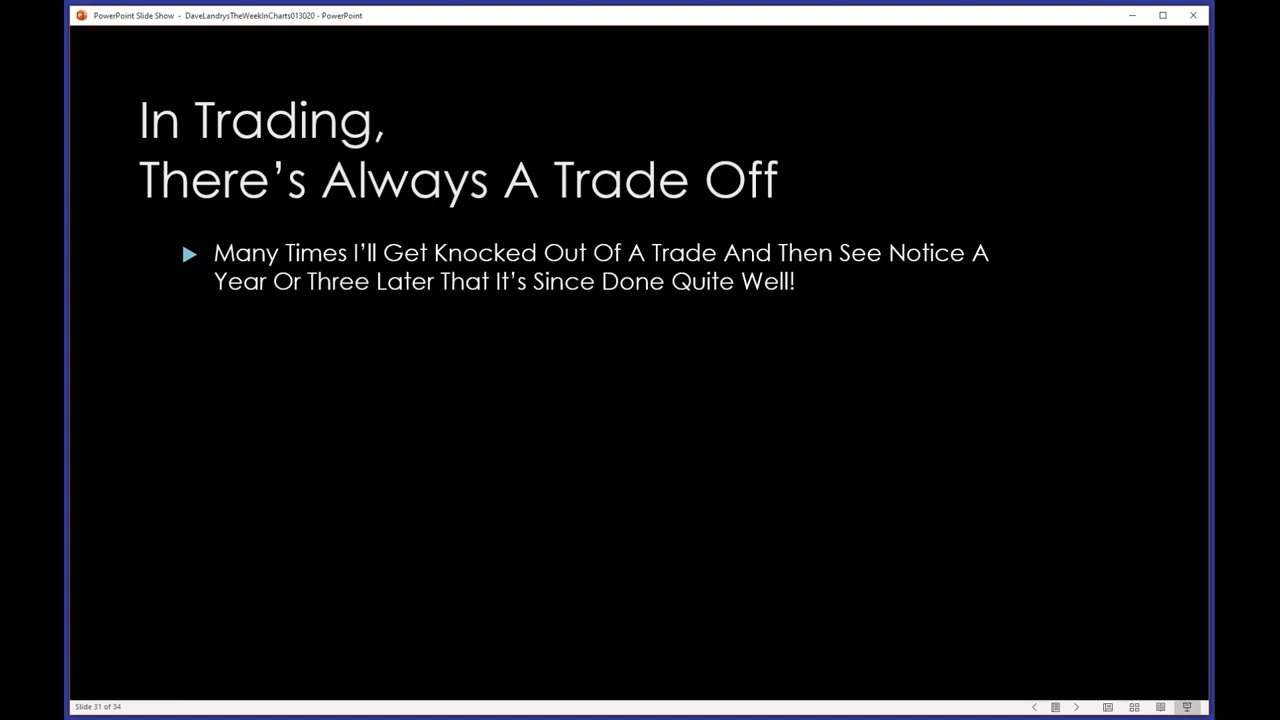 PowerPoint Slide Show - DaveLandrysTheWeekInCharts013020 - PowerPoint
In Trading,
There's Always A Trade Off
Many Times I'll Get Knocked Out Of A Trade And Then See Notice A
Year Or Three Later That It's Since Done Quite Well!
Slide 31 of 34